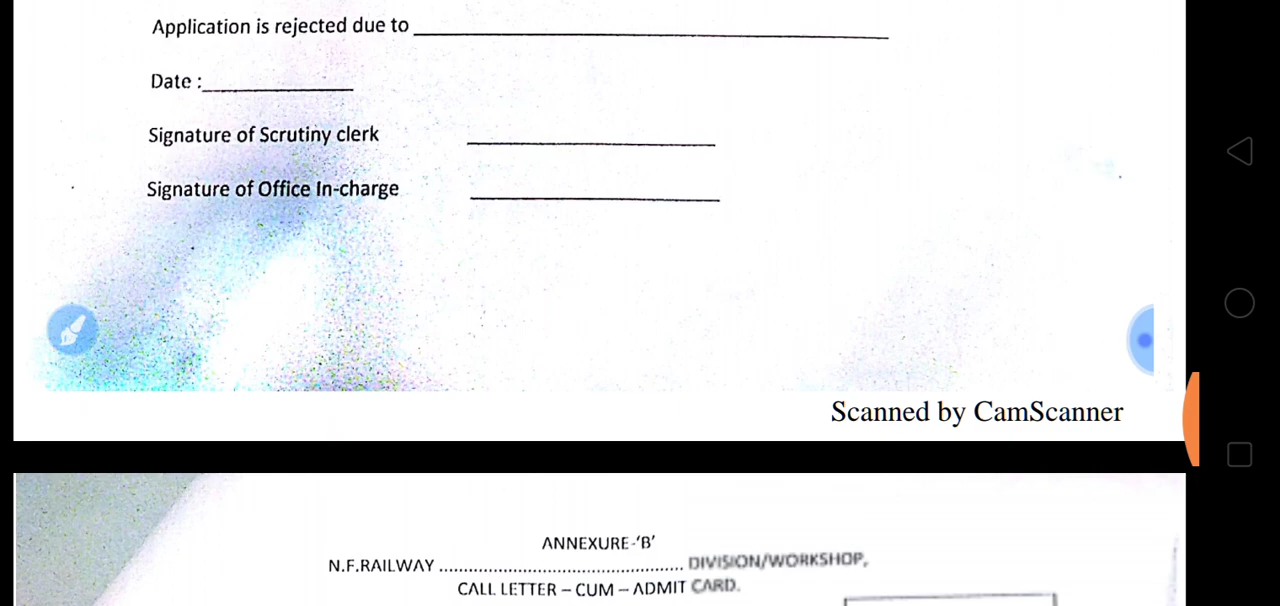 Application is rejected due to
Date :
Signature of Scrutiny clerk
Signature of Office In-charge
Scanned by CamScanner
ANNEXURE-'B'
N.F.RAILWAY .................................................. DIVISION/WORKSHOP,
CALL LETTER – CUM – ADMIT CARD.